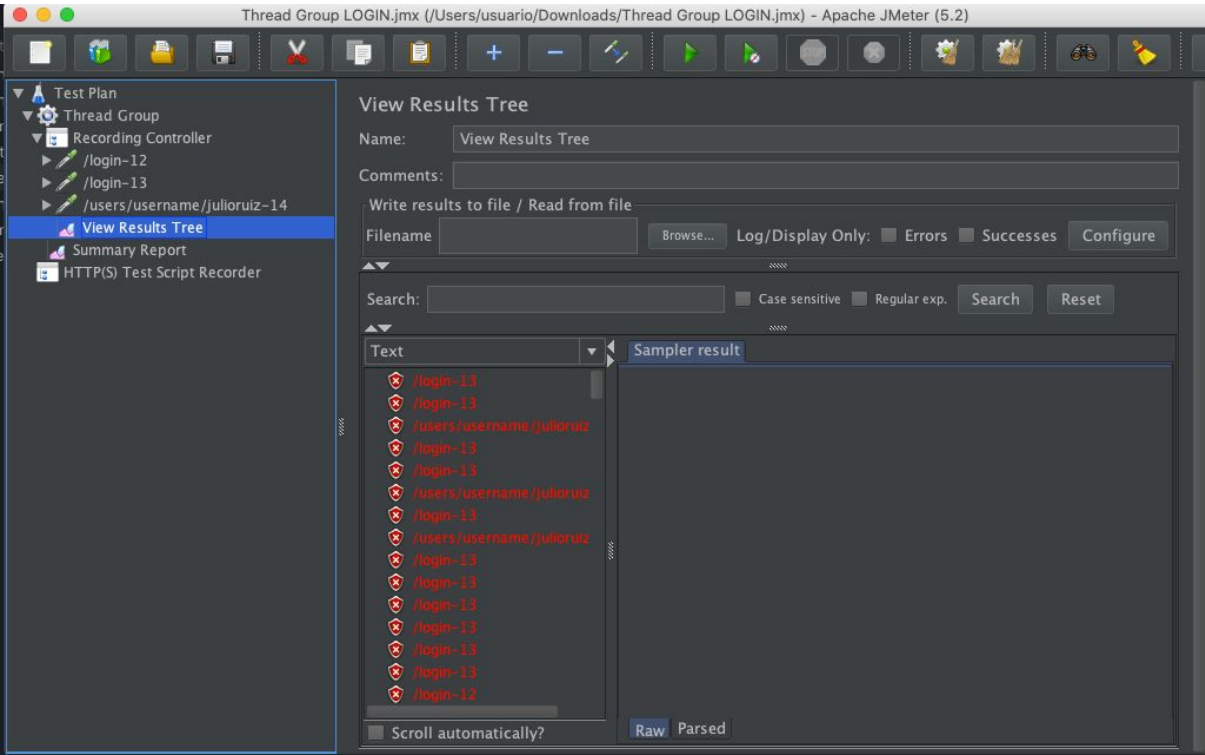 Thread Group LOGIN.jmx (/Users/usuario/Downloads/Thread Group LOGIN.jmx) - Apache JMeter (5.2)
STOP
Test Plan
Thread Group
Recording Controller
/login-12
/login-13
/users/username/julioruiz-14
View Results Tree
Summary Report
HTTP(S) Test Script Recorder
View Results Tree
Name: View Results Tree
Comments:
Write results to file / Read from file
Filename Browse... Log/Display Only: Errors Successes Configure
Search: Case sensitive Regular exp. Search Reset
Text
Sampler result
/login-13
/login-13
/users/username/julioruiz
/login-13
/login-13
/users/username/julioruiz
/login-13
/users/username/julioruiz
/login-13
/login-13
/login-13
/login-13
/login-13
/login-13
/login-12
Scroll automatically?
Raw Parsed